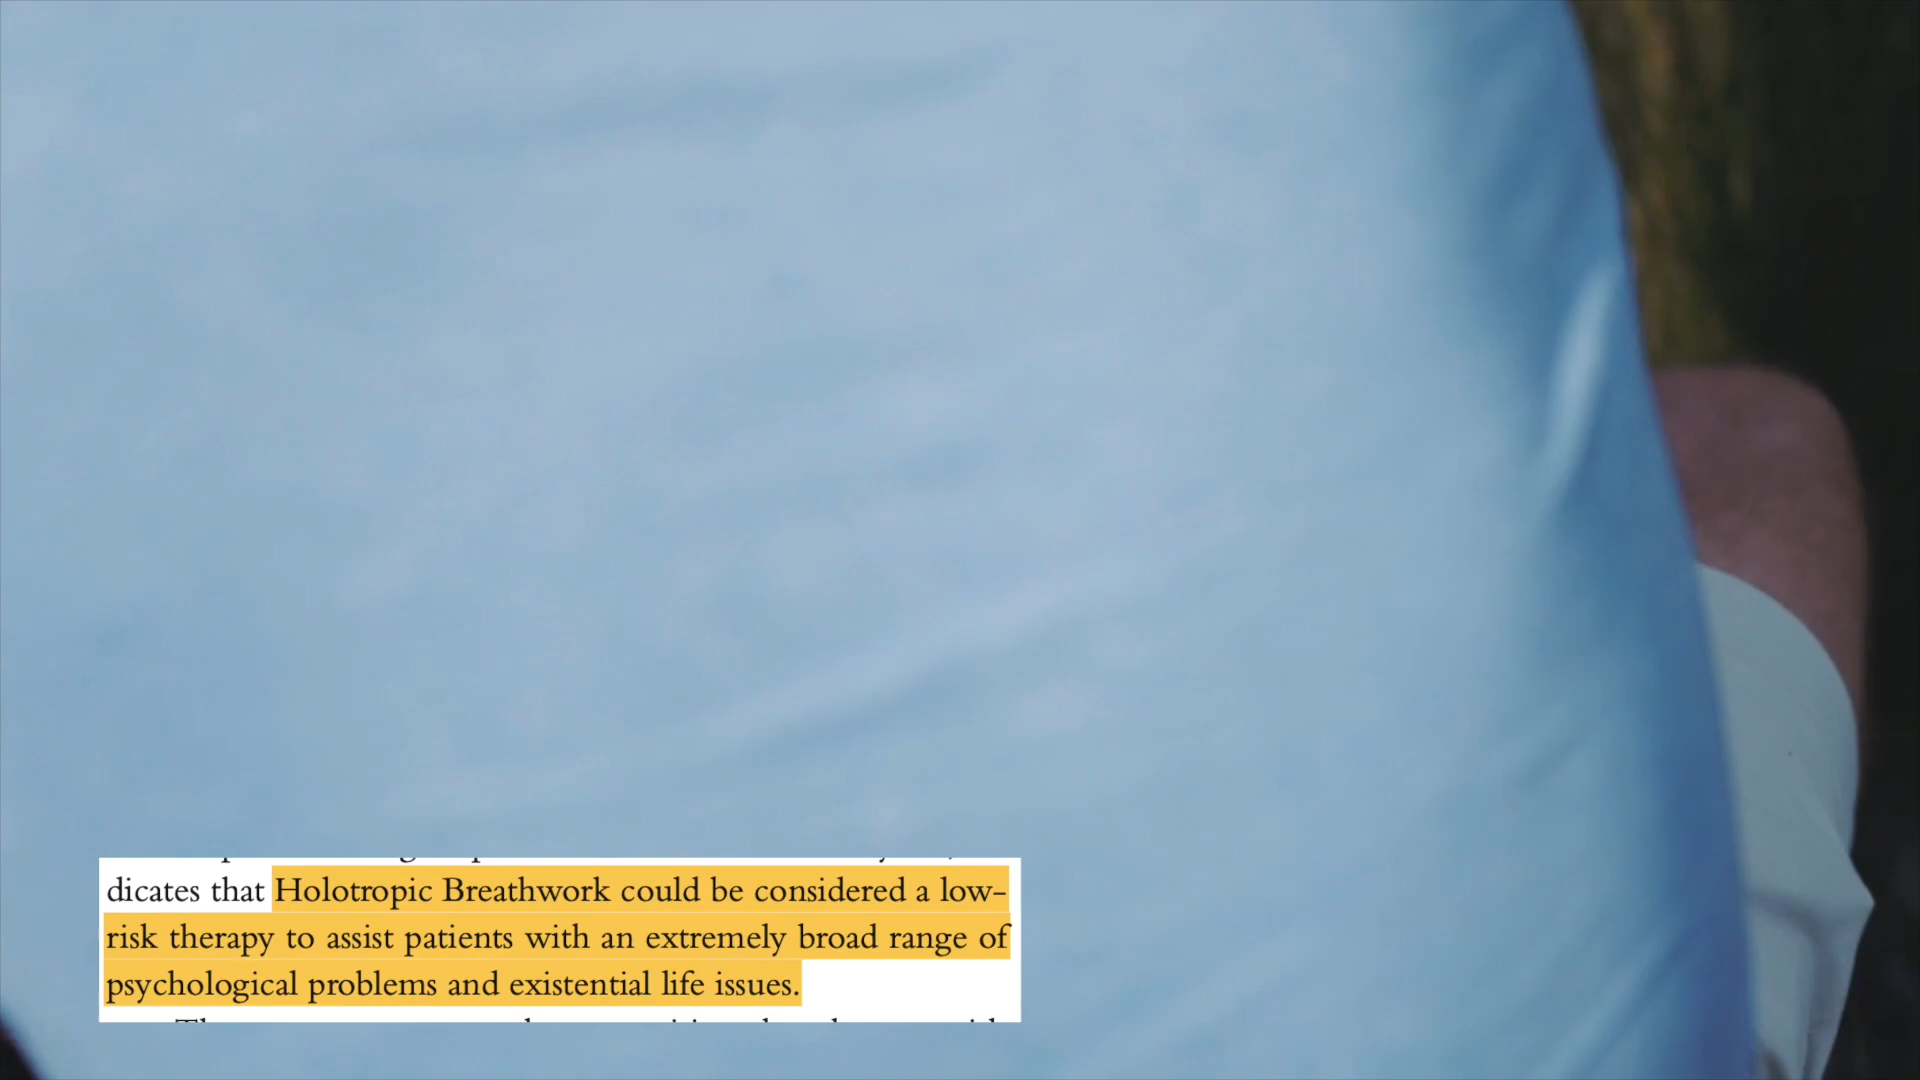 dicates that Holotropic Breathwork could be considered a low-
risk therapy to assist patients with an extremely broad range of
psychological problems and existential life issues.